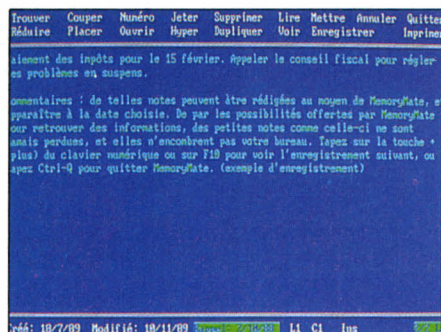 Trouver Couper Numéro Jeter Supprimer Lire Mettre Annuler Quitter
Réduire Placer Ouvrir Hyper Dupliquer Voir Enregistrer Imprimer
aiement des impôts pour le 15 février. Appeler le conseil fiscal pour régler
es problèmes en suspens.
ommentaires : de telles notes peuvent être rédigées au moyen de MemoryMate, e
pparaître à la date choisie. De par les possibilités offertes par MemoryMate
our retrouver des informations, des petites notes comme celle-ci ne sont
amais perdues, et elles n'encombrent pas votre bureau. Tapez sur la touche +
plus) du clavier numérique ou sur F10 pour voir l'enregistrement suivant, ou
apez Ctrl-Q pour quitter MemoryMate. (exemple d'enregistrement)
réé: 18/7/89 Modifié: 10/11/89 L1 C1 Ins